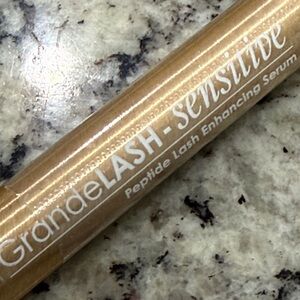 GrandeLASH - sensitive
Peptide Lash Enhancing Serum